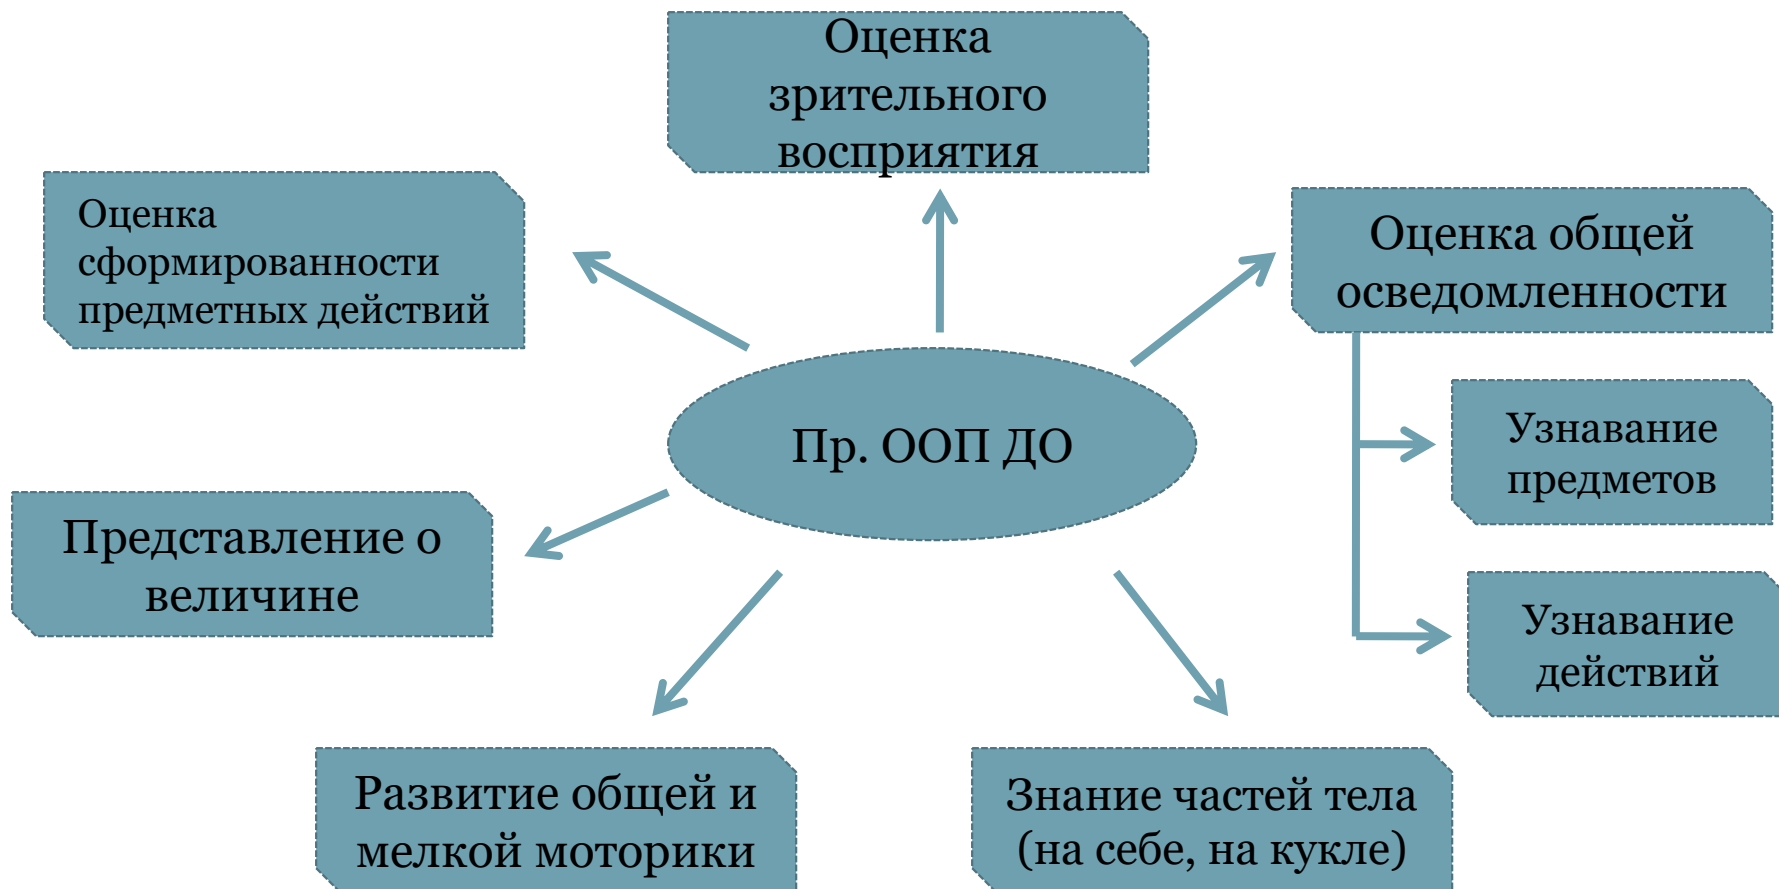 Оценка
зрительного
восприятия
Оценка
сформированности
предметных действий
Оценка общей
осведомленности
Пр. ООП ДО
Узнавание
предметов
Представление о
величине
Узнавание
действий
Развитие общей и
мелкой моторики
Знание частей тела
(на себе, на кукле)